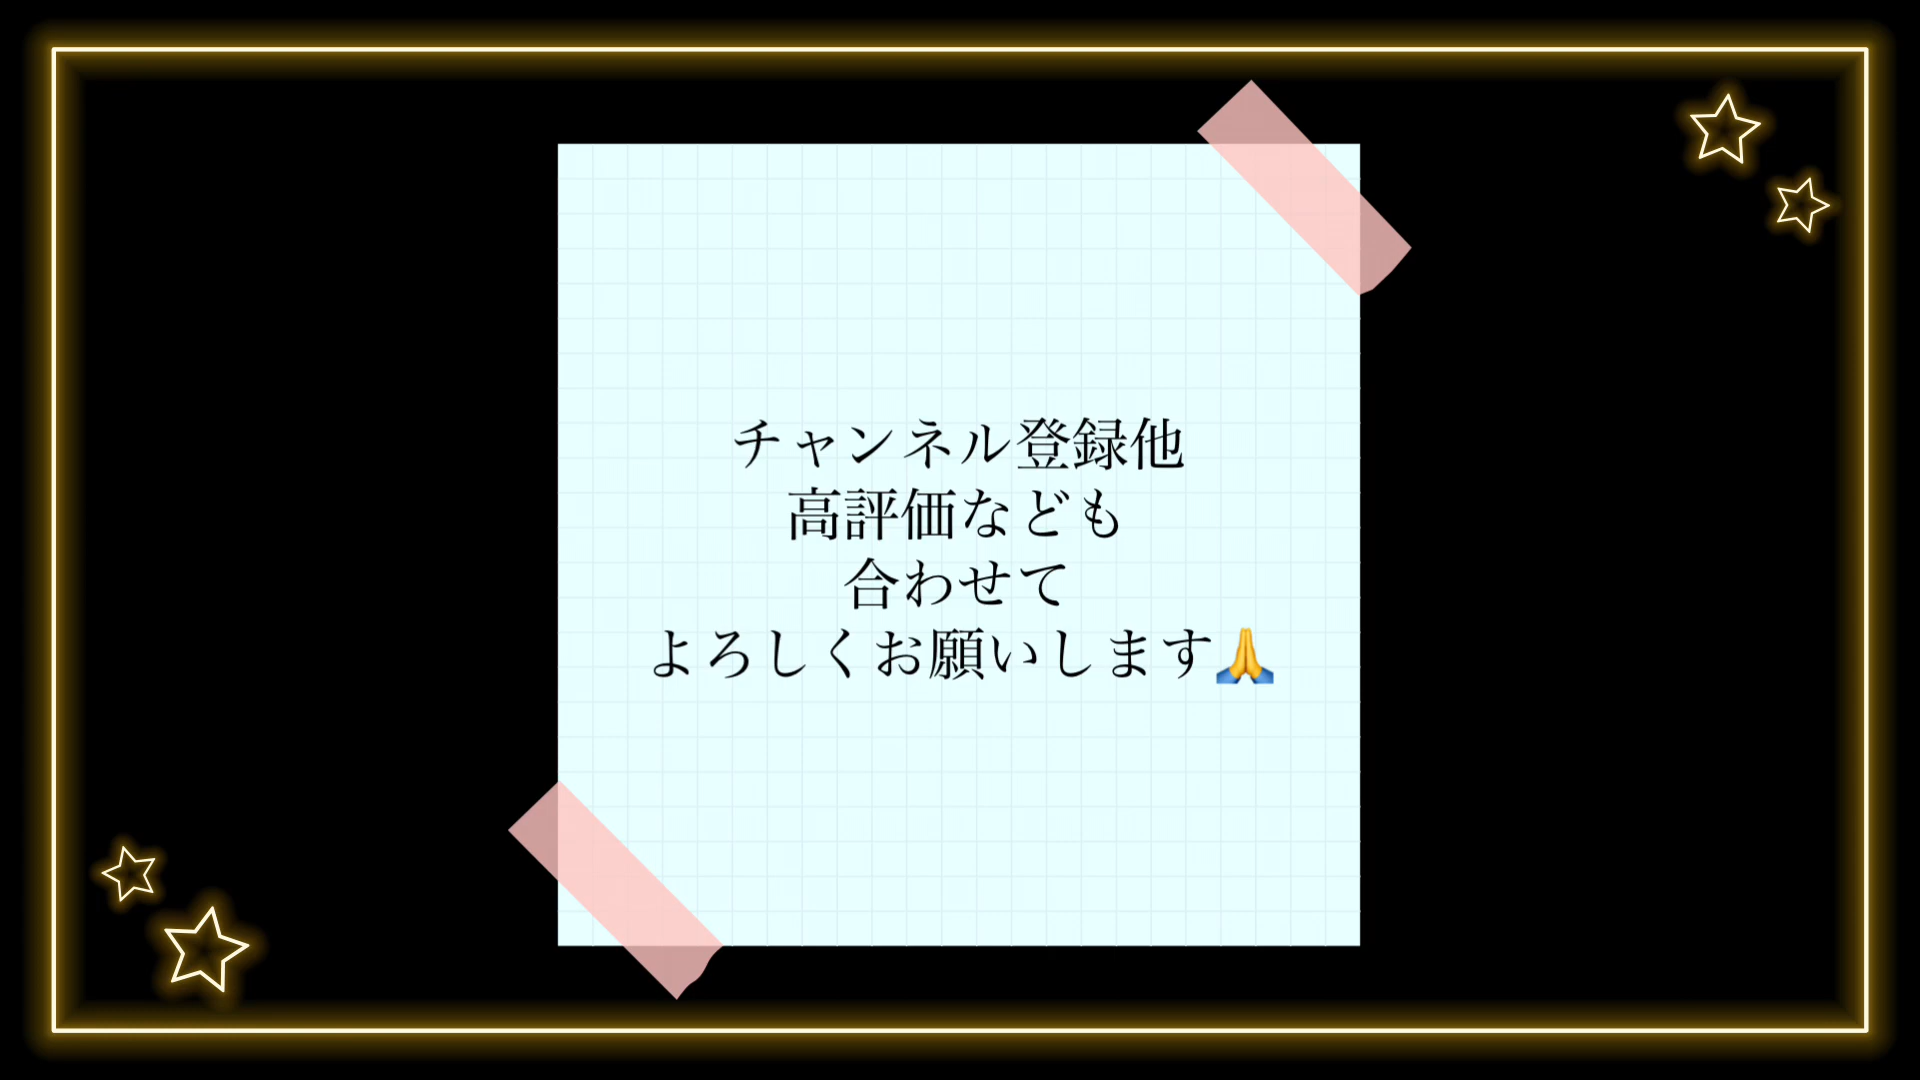 チャンネル登録他
高評価なども
合わせて
よろしくお願いします🙏